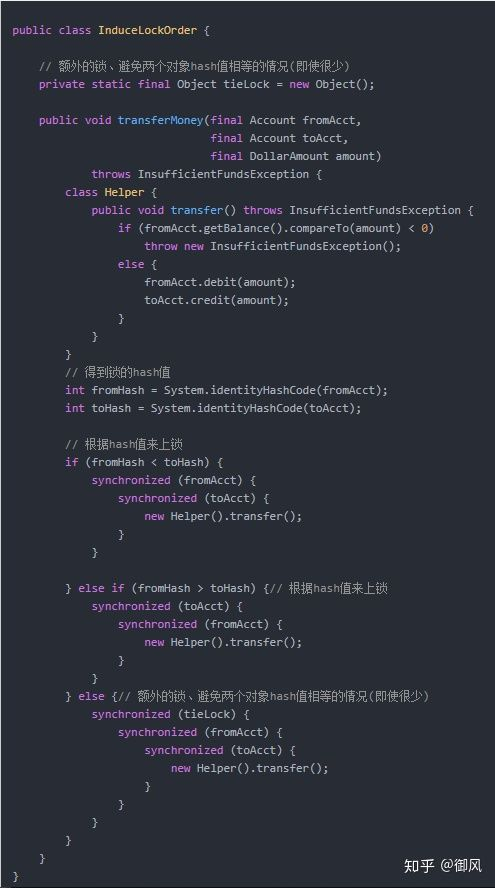 public class InduceLockOrder {
// 额外的锁、避免两个对象hash值相等的情况(即使很少)
private static final Object tieLock = new Object();
public void transferMoney(final Account fromAcct,
final Account toAcct,
final DollarAmount amount)
throws InsufficientFundsException {
class Helper {
public void transfer() throws InsufficientFundsException {
if (fromAcct.getBalance().compareTo(amount) < 0)
throw new InsufficientFundsException();
else {
fromAcct.debit(amount);
toAcct.credit(amount);
}
}
}
// 得到锁的hash值
int fromHash = System.identityHashCode(fromAcct);
int toHash = System.identityHashCode(toAcct);
// 根据hash值来上锁
if (fromHash < toHash) {
synchronized (fromAcct) {
synchronized (toAcct) {
new Helper().transfer();
}
}
} else if (fromHash > toHash) {// 根据hash值来上锁
synchronized (toAcct) {
synchronized (fromAcct) {
new Helper().transfer();
}
}
} else {// 额外的锁、避免两个对象hash值相等的情况(即使很少)
synchronized (tieLock) {
synchronized (fromAcct) {
synchronized (toAcct) {
new Helper().transfer();
}
}
}
}
}
}
知乎 @御风